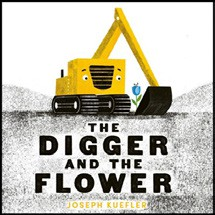 THE
DIGGER
AND THE
FLOWER
JOSEPH KUEFLER